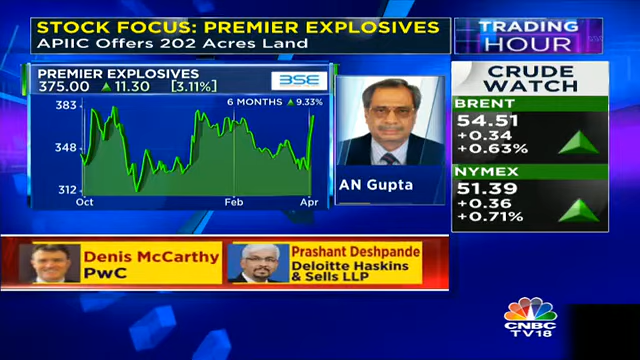 STOCK FOCUS: PREMIER EXPLOSIVES
APIIC Offers 202 Acres Land
TRADING
HOUR
PREMIER EXPLOSIVES
375.00 ▲ 11.30 [3.11%]
BSE
6 MONTHS ▲ 9.33%
383
348
312
Oct
Feb
Apr
AN Gupta
CRUDE
WATCH
BRENT
54.51
+0.34
+0.63%
NYMEX
51.39
+0.36
+0.71%
Denis McCarthy
PwC
Prashant Deshpande
Deloitte Haskins
& Sells LLP
CNBC
TV18